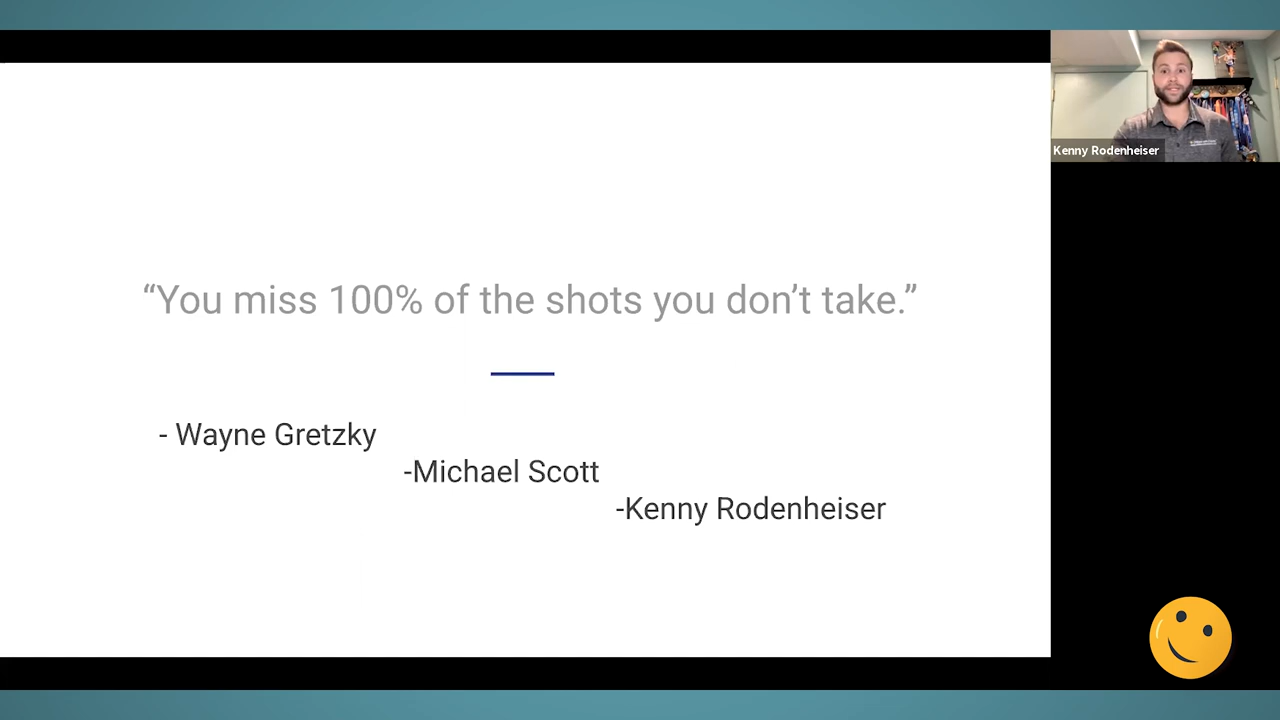 “You miss 100% of the shots you don’t take.”
- Wayne Gretzky
-Michael Scott
-Kenny Rodenheiser
Kenny Rodenheiser